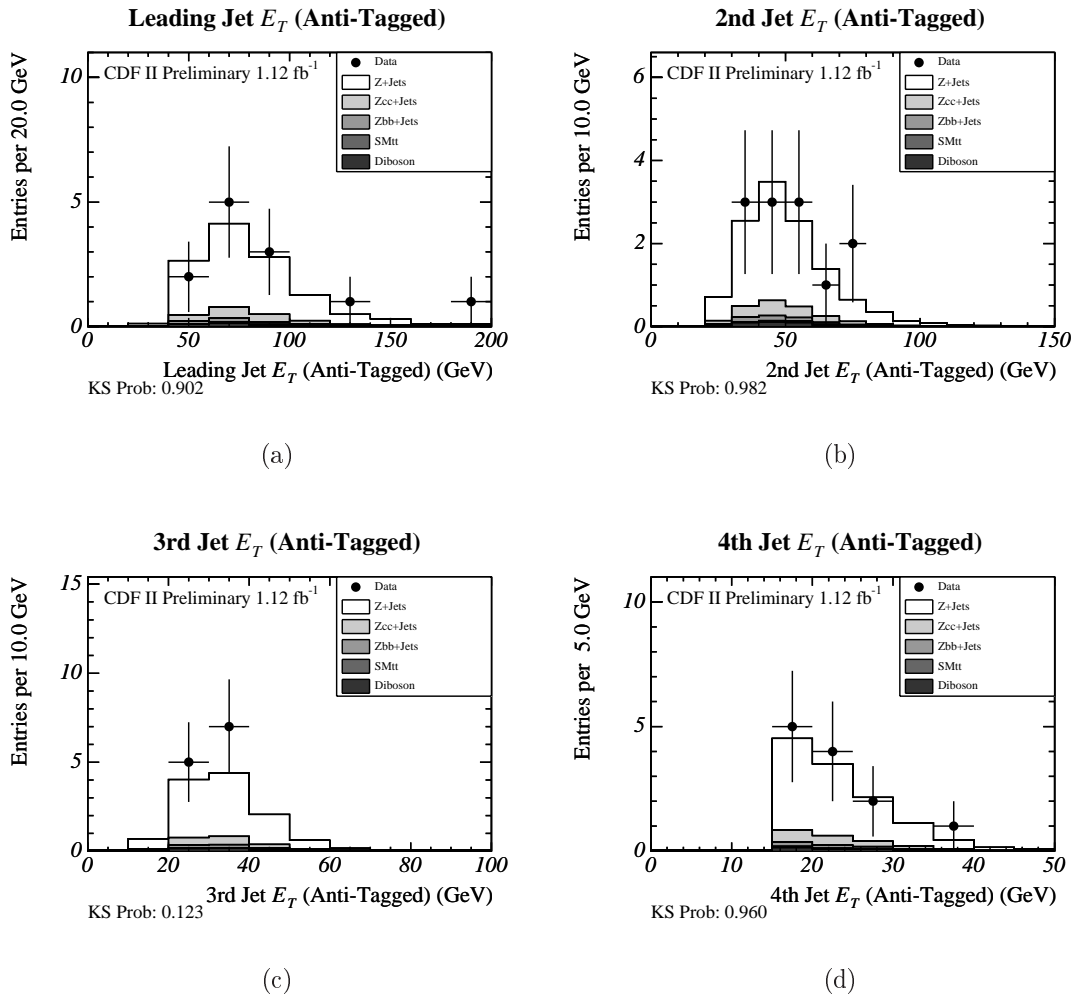 Leading Jet E_T (Anti-Tagged)
Entries per 20.0 GeV
10
5
0
CDF II Preliminary 1.12 fb^-1
Data
Z+Jets
Zcc+Jets
Zbb+Jets
SMtt
Diboson
0 50 100 150 200
Leading Jet E_T (Anti-Tagged) (GeV)
KS Prob: 0.902
(a)
2nd Jet E_T (Anti-Tagged)
Entries per 10.0 GeV
6
4
2
0
CDF II Preliminary 1.12 fb^-1
Data
Z+Jets
Zcc+Jets
Zbb+Jets
SMtt
Diboson
0 50 100 150
2nd Jet E_T (Anti-Tagged) (GeV)
KS Prob: 0.982
(b)
3rd Jet E_T (Anti-Tagged)
Entries per 10.0 GeV
15
10
5
0
CDF II Preliminary 1.12 fb^-1
Data
Z+Jets
Zcc+Jets
Zbb+Jets
SMtt
Diboson
0 20 40 60 80 100
3rd Jet E_T (Anti-Tagged) (GeV)
KS Prob: 0.123
(c)
4th Jet E_T (Anti-Tagged)
Entries per 5.0 GeV
10
5
0
CDF II Preliminary 1.12 fb^-1
Data
Z+Jets
Zcc+Jets
Zbb+Jets
SMtt
Diboson
0 10 20 30 40 50
4th Jet E_T (Anti-Tagged) (GeV)
KS Prob: 0.960
(d)